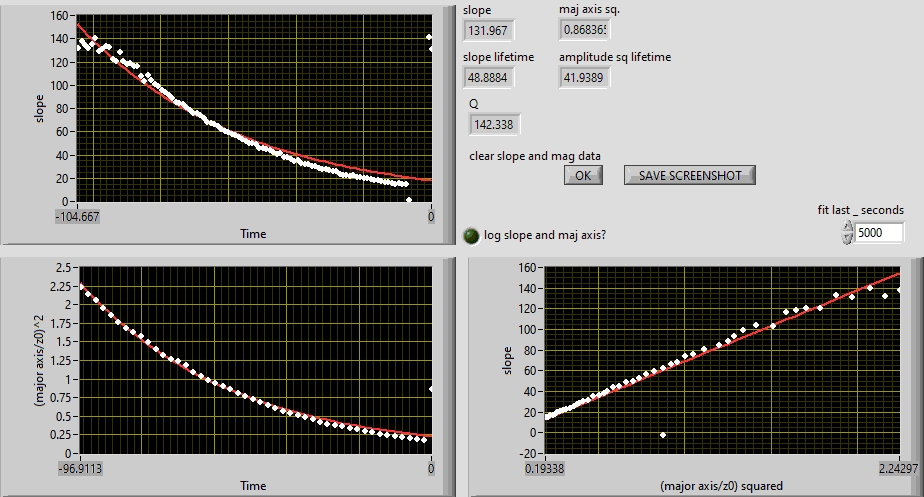 160
140
120
100
80
60
40
20
0
slope
-104.667
0
Time
slope
maj axis sq.
131.967
0.86836
slope lifetime
amplitude sq lifetime
48.8884
41.9389
Q
142.338
clear slope and mag data
OK
SAVE SCREENSHOT
fit last _ seconds
log slope and maj axis?
5000
2.5
2.25
2
1.75
1.5
1.25
1
0.75
0.5
0.25
0
(major axis/z0)^2
-96.9113
0
Time
160
140
120
100
80
60
40
20
0
-20
slope
0.19338
2.24297
(major axis/z0) squared